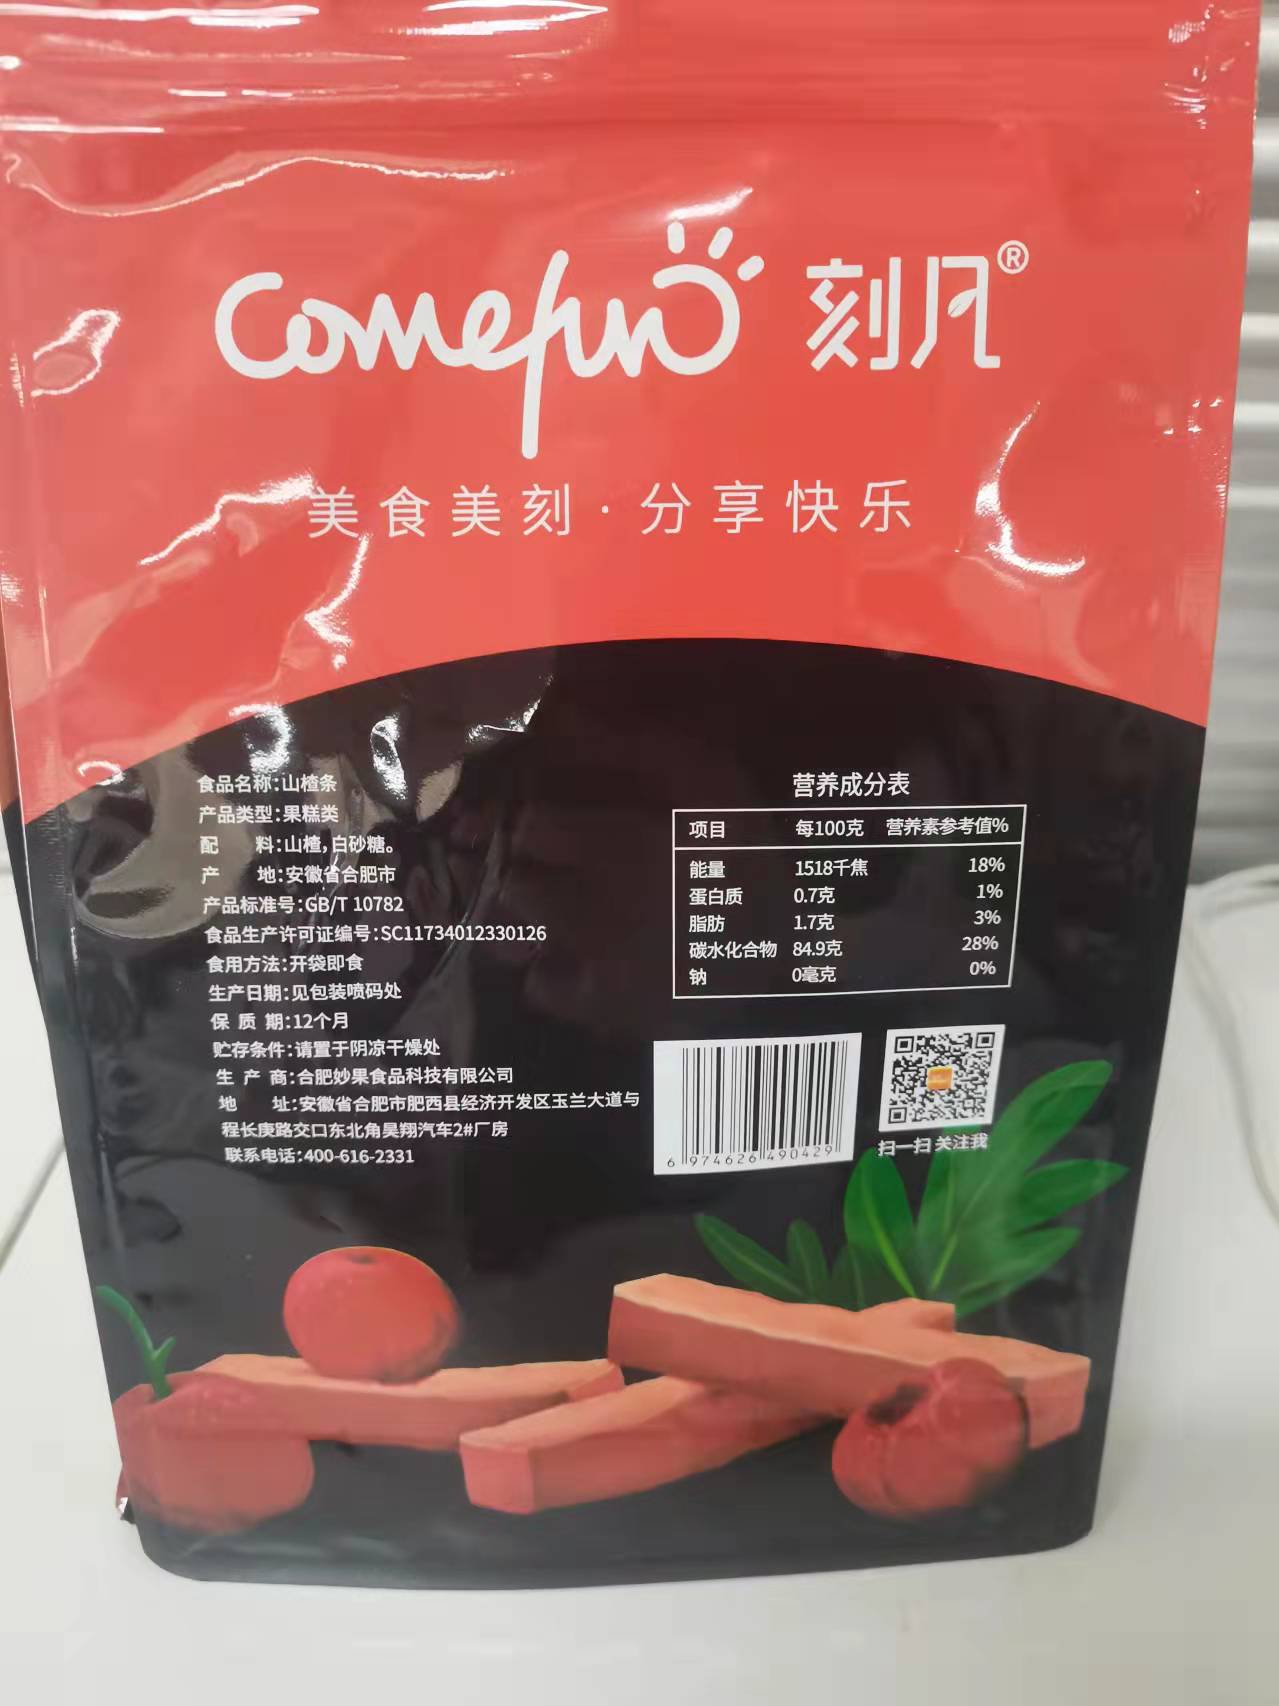 Comefun 刻凡®
美食美刻·分享快乐
食品名称:山楂条
产品类型:果糕类
配 料:山楂,白砂糖。
产 地:安徽省合肥市
产品标准号:GB/T 10782
食品生产许可证编号:SC11734012330126
食用方法:开袋即食
生产日期:见包装喷码处
保 质 期:12个月
贮存条件:请置于阴凉干燥处
生 产 商:合肥妙果食品科技有限公司
地 址:安徽省合肥市肥西县经济开发区玉兰大道与
程长庚路交口东北角昊翔汽车2#厂房
联系电话:400-616-2331
营养成分表
项目 每100克 营养素参考值%
能量 1518千焦 18%
蛋白质 0.7克 1%
脂肪 1.7克 3%
碳水化合物 84.9克 28%
钠 0毫克 0%
6 974626 490429
扫一扫 关注我